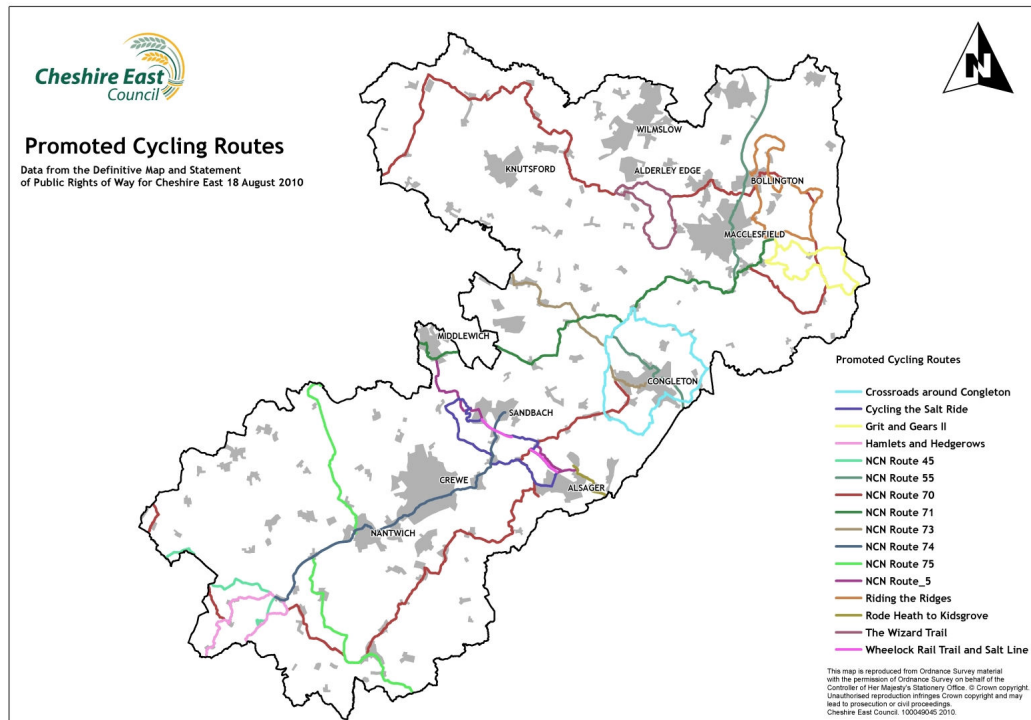 Cheshire East
Council
N
Promoted Cycling Routes
Data from the Definitive Map and Statement
of Public Rights of Way for Cheshire East 18 August 2010
WILMSLOW
KNUTSFORD
ALDERLEY EDGE
BOLLINGTON
MACCLESFIELD
MIDDLEWICH
CONGLETON
SANDBACH
CREWE
ALSAGER
NANTWICH
Promoted Cycling Routes
Crossroads around Congleton
Cycling the Salt Ride
Grit and Gears II
Hamlets and Hedgerows
NCN Route 45
NCN Route 55
NCN Route 70
NCN Route 71
NCN Route 73
NCN Route 74
NCN Route 75
NCN Route_5
Riding the Ridges
Rode Heath to Kidsgrove
The Wizard Trail
Wheelock Rail Trail and Salt Line
This map is reproduced from Ordnance Survey material
with the permission of Ordnance Survey on behalf of the
Controller of Her Majesty's Stationery Office. © Crown copyright.
Unauthorised reproduction infringes Crown copyright and may
lead to prosecution or civil proceedings.
Cheshire East Council. 100049045 2010.